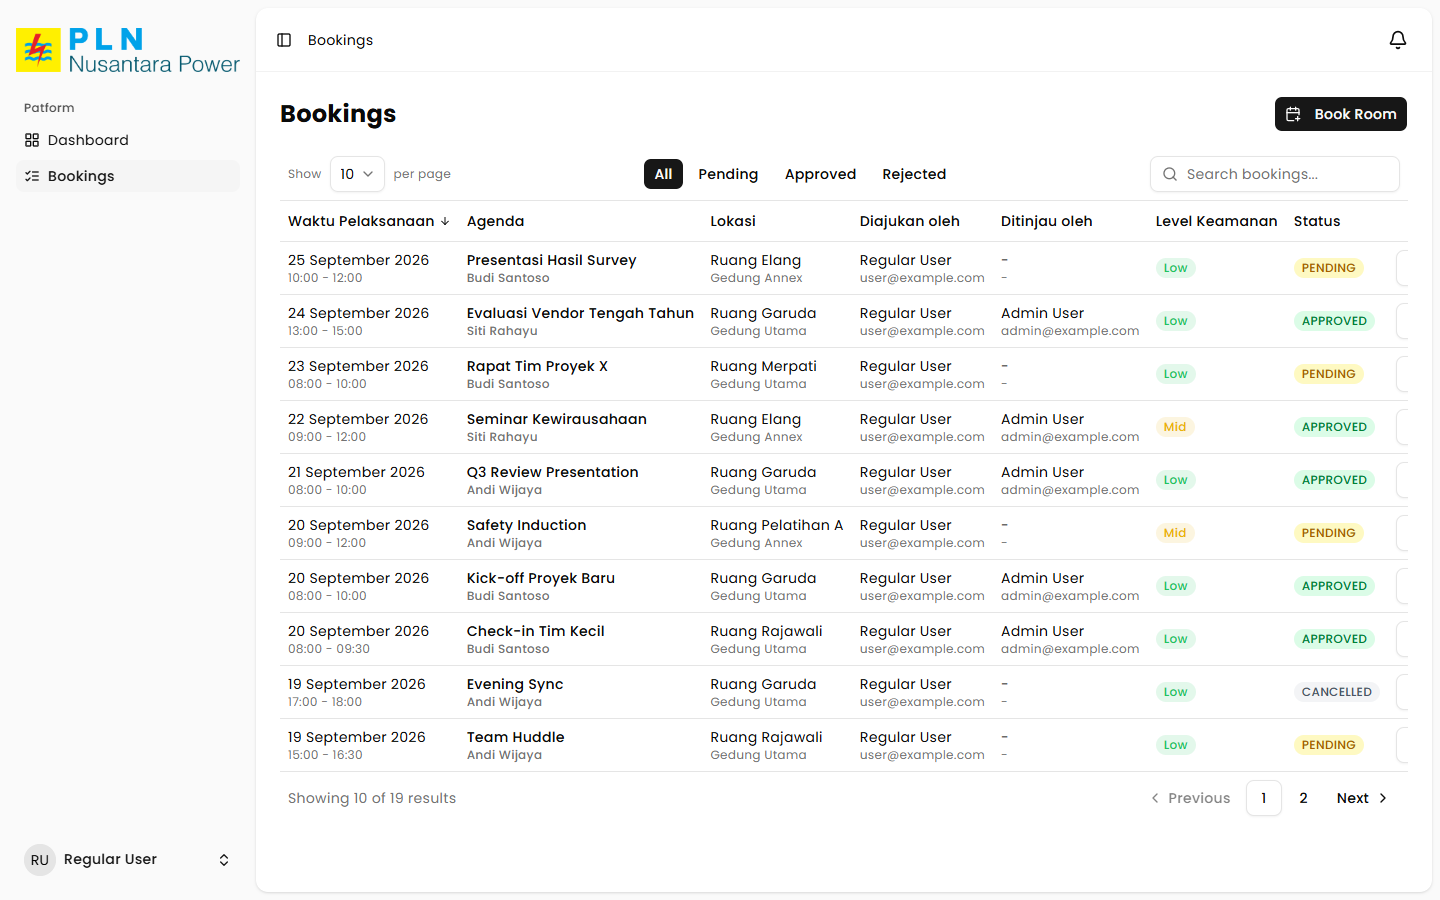 PLN
Nusantara Power
Patform
Dashboard
Bookings
Bookings
Bookings
Book Room
Show 10 per page
All Pending Approved Rejected
Search bookings...
Waktu Pelaksanaan Agenda Lokasi Diajukan oleh Ditinjau oleh Level Keamanan Status
25 September 2026 Presentasi Hasil Survey Ruang Elang Regular User - Low PENDING
10:00 - 12:00 Budi Santoso Gedung Annex user@example.com -
24 September 2026 Evaluasi Vendor Tengah Tahun Ruang Garuda Regular User Admin User Low APPROVED
13:00 - 15:00 Siti Rahayu Gedung Utama user@example.com admin@example.com
23 September 2026 Rapat Tim Proyek X Ruang Merpati Regular User - Low PENDING
08:00 - 10:00 Budi Santoso Gedung Utama user@example.com -
22 September 2026 Seminar Kewirausahaan Ruang Elang Regular User Admin User Mid APPROVED
09:00 - 12:00 Siti Rahayu Gedung Annex user@example.com admin@example.com
21 September 2026 Q3 Review Presentation Ruang Garuda Regular User Admin User Low APPROVED
08:00 - 10:00 Andi Wijaya Gedung Utama user@example.com admin@example.com
20 September 2026 Safety Induction Ruang Pelatihan A Regular User - Mid PENDING
09:00 - 12:00 Andi Wijaya Gedung Annex user@example.com -
20 September 2026 Kick-off Proyek Baru Ruang Garuda Regular User Admin User Low APPROVED
08:00 - 10:00 Budi Santoso Gedung Utama user@example.com admin@example.com
20 September 2026 Check-in Tim Kecil Ruang Rajawali Regular User Admin User Low APPROVED
08:00 - 09:30 Budi Santoso Gedung Utama user@example.com admin@example.com
19 September 2026 Evening Sync Ruang Garuda Regular User - Low CANCELLED
17:00 - 18:00 Andi Wijaya Gedung Utama user@example.com -
19 September 2026 Team Huddle Ruang Rajawali Regular User - Low PENDING
15:00 - 16:30 Andi Wijaya Gedung Utama user@example.com -
Showing 10 of 19 results
Previous 1 2 Next
RU Regular User